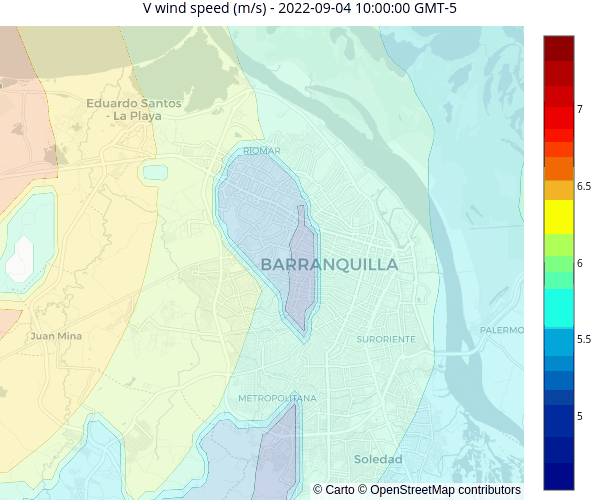 V wind speed (m/s) - 2022-09-04 10:00:00 GMT-5
Eduardo Santos
- La Playa
RIOMAR
BARRANQUILLA
Juan Mina
SURORIENTE
PALERMO
METROPOLITANA
Soledad
© Carto © OpenStreetMap contributors
7
6.5
6
5.5
5